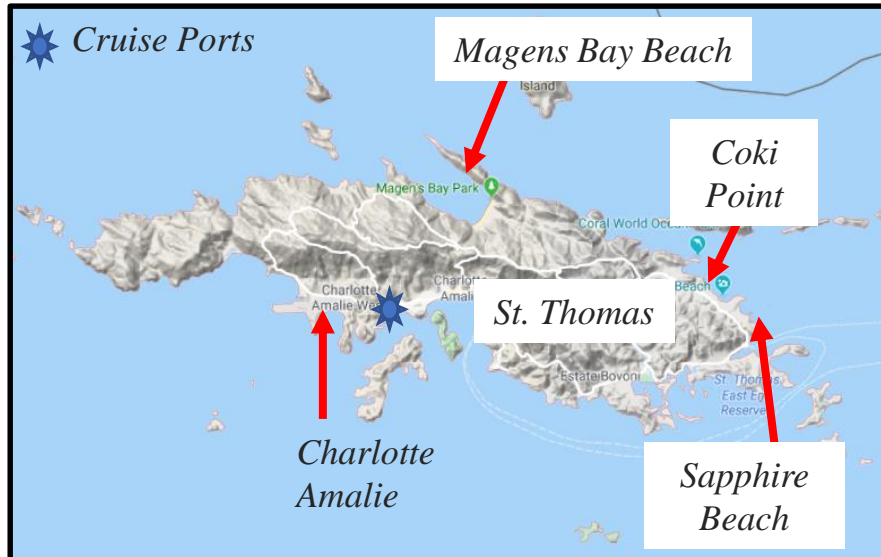 Cruise Ports
Magens Bay Beach
Island
Coki
Point
Magen's Bay Park
Coral World Ocean
Beach
Charlotte
Amalie West
Charlotte
Amalie
St. Thomas
Estate Bovoni
St. Thomas
East End
Reserve
Charlotte
Amalie
Sapphire
Beach